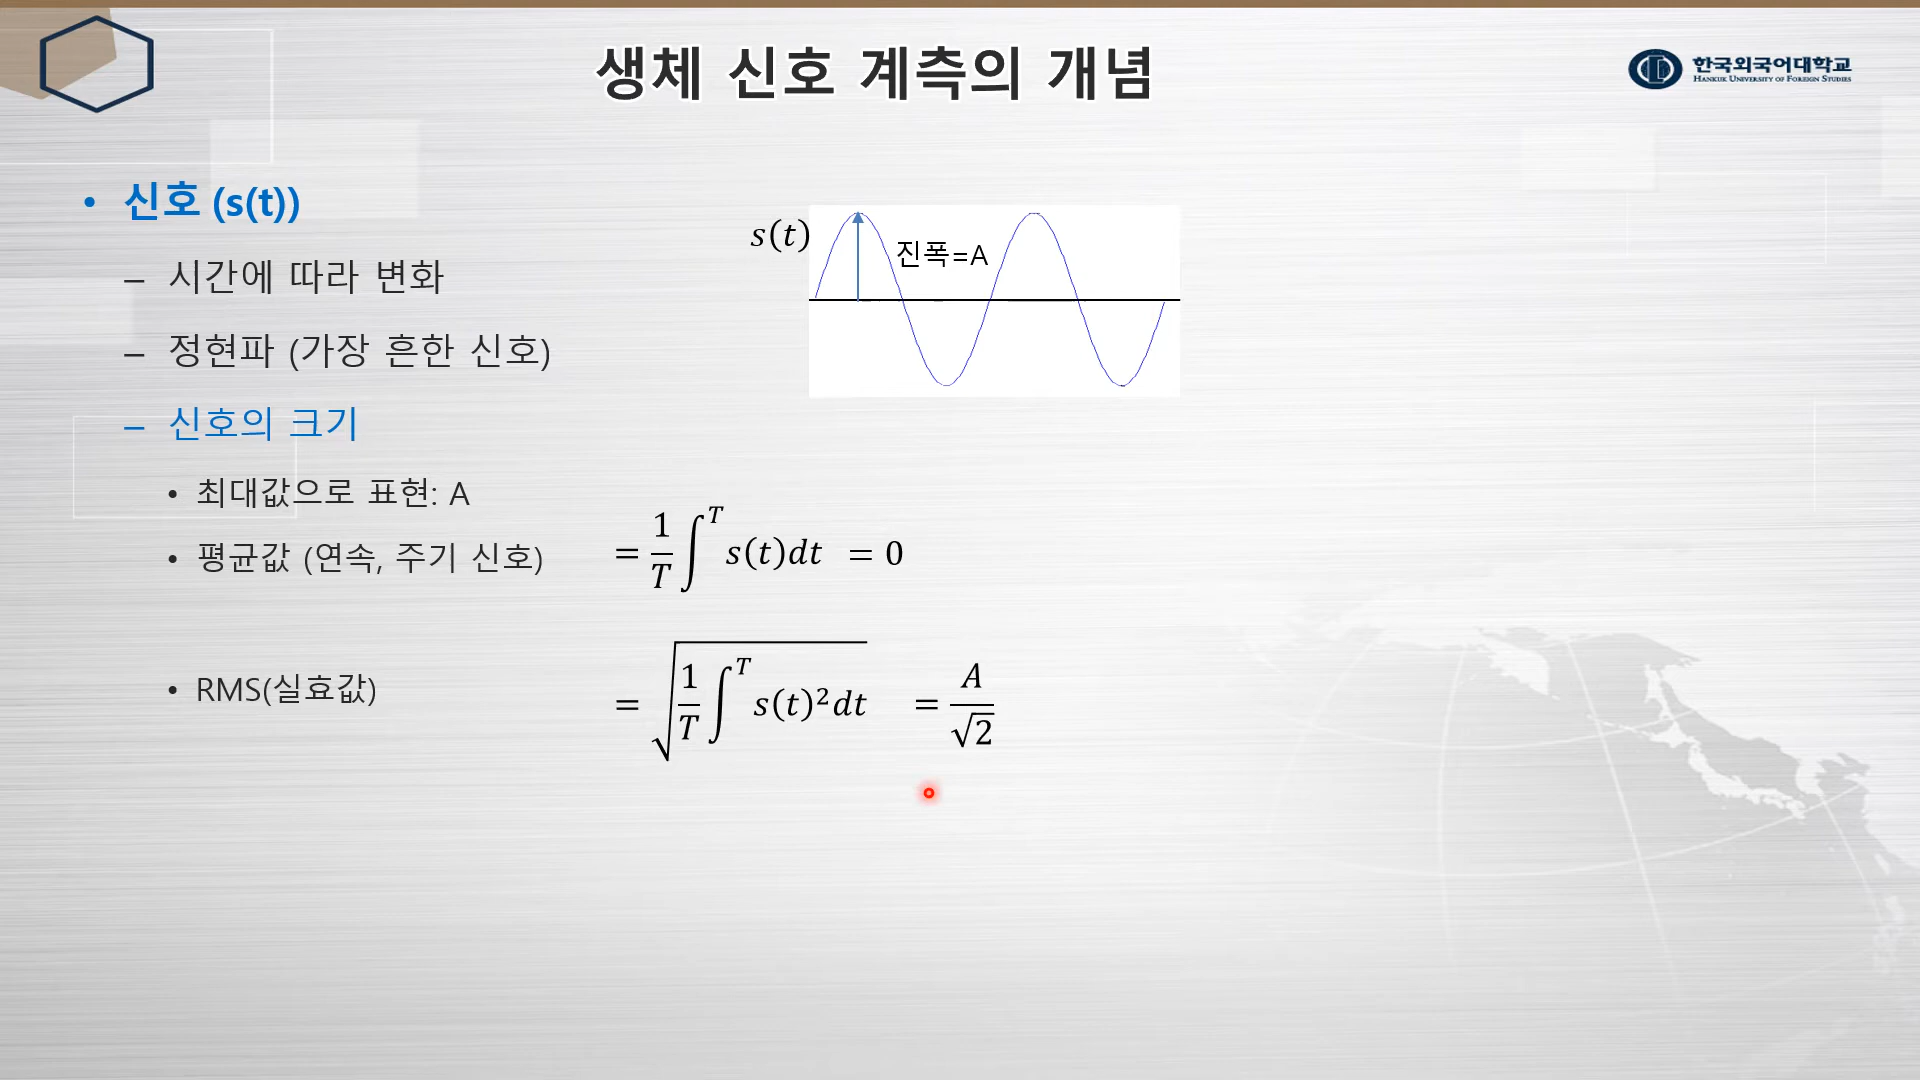 생체 신호 계측의 개념
한국외국어대학교
HANKUK UNIVERSITY OF FOREIGN STUDIES
• 신호 (s(t))
– 시간에 따라 변화
– 정현파 (가장 흔한 신호)
s(t)
진폭=A
– 신호의 크기
• 최대값으로 표현: A
• 평균값 (연속, 주기 신호) = 1/T ∫^T s(t)dt = 0
• RMS(실효값) = √(1/T ∫^T s(t)²dt) = A/√2